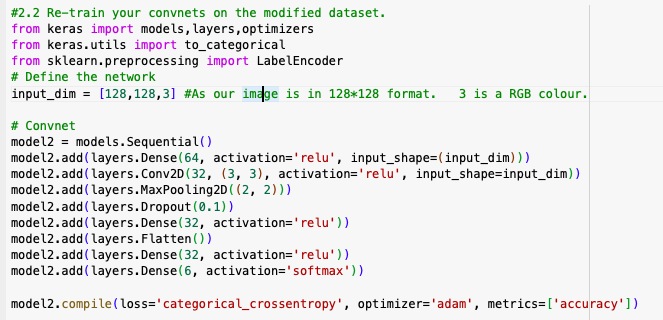 #2.2 Re-train your convnets on the modified dataset.
from keras import models,layers,optimizers
from keras.utils import to_categorical
from sklearn.preprocessing import LabelEncoder
# Define the network
input_dim = [128,128,3] #As our image is in 128*128 format.   3 is a RGB colour.

# Convnet
model2 = models.Sequential()
model2.add(layers.Dense(64, activation='relu', input_shape=(input_dim)))
model2.add(layers.Conv2D(32, (3, 3), activation='relu', input_shape=input_dim))
model2.add(layers.MaxPooling2D((2, 2)))
model2.add(layers.Dropout(0.1))
model2.add(layers.Dense(32, activation='relu'))
model2.add(layers.Flatten())
model2.add(layers.Dense(32, activation='relu'))
model2.add(layers.Dense(6, activation='softmax'))

model2.compile(loss='categorical_crossentropy', optimizer='adam', metrics=['accuracy'])